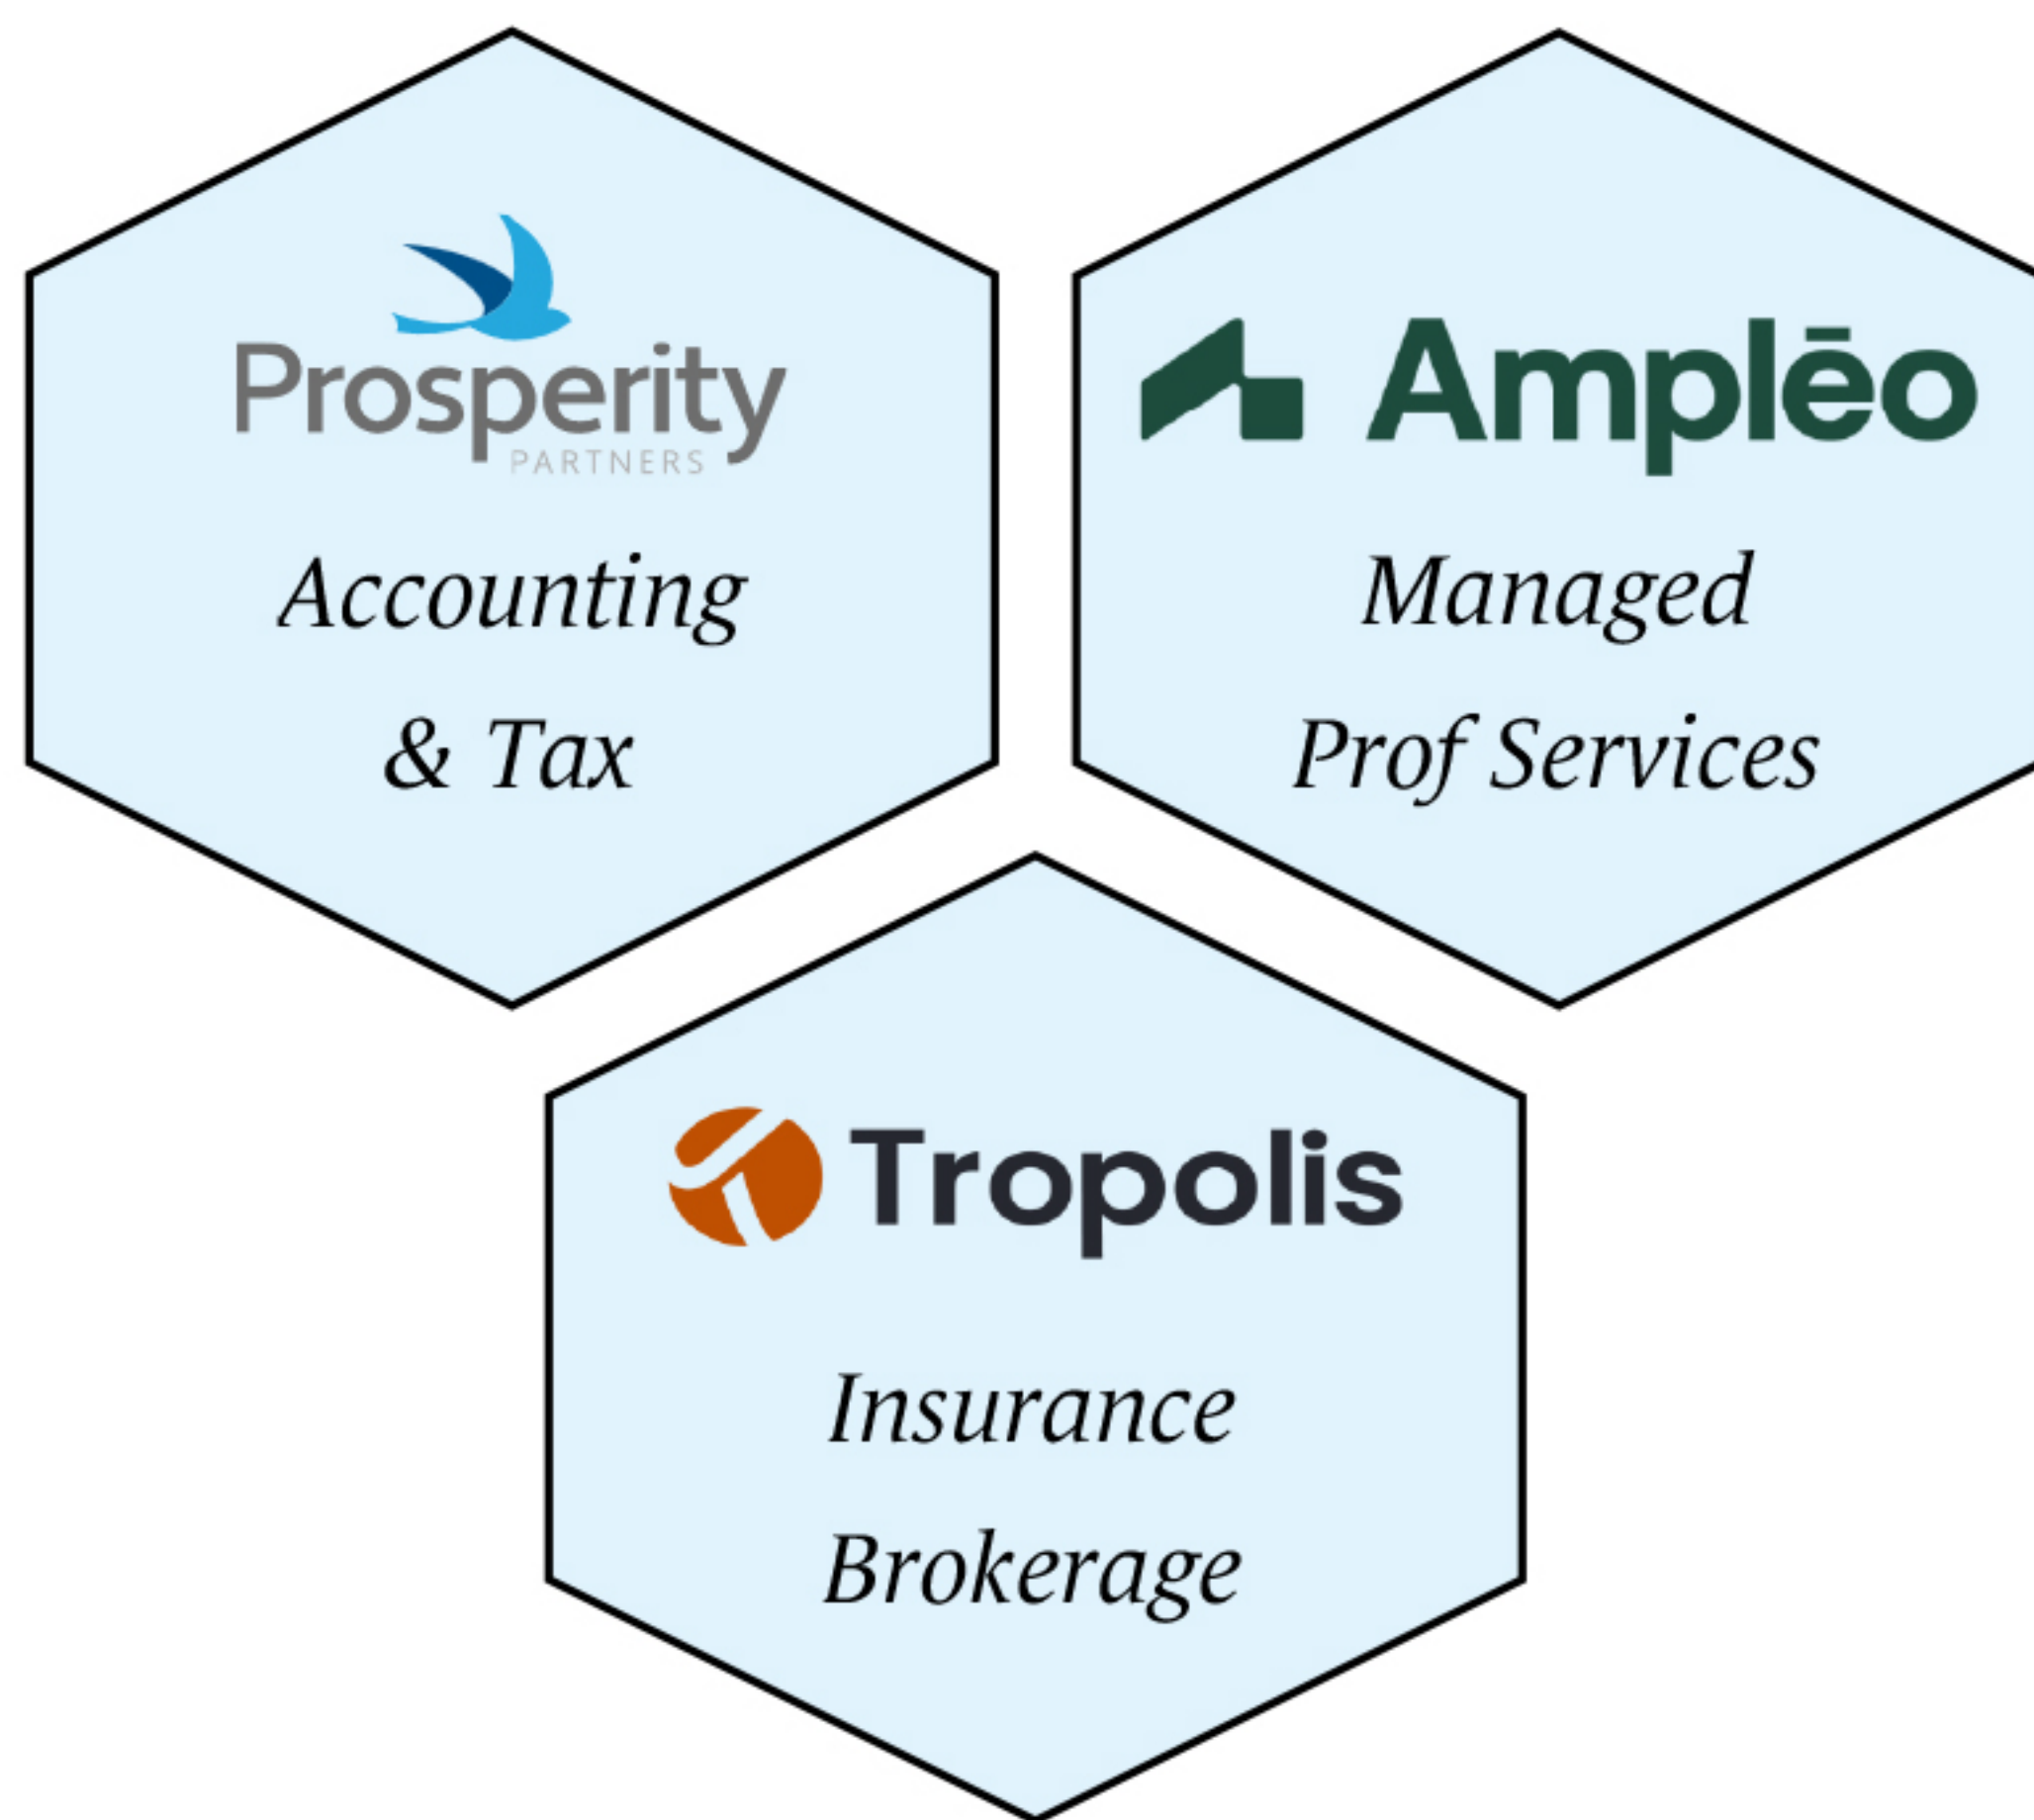 Prosperity
PARTNERS
Accounting
& Tax
Amplēo
Managed
Prof Services
Tropolis
Insurance
Brokerage